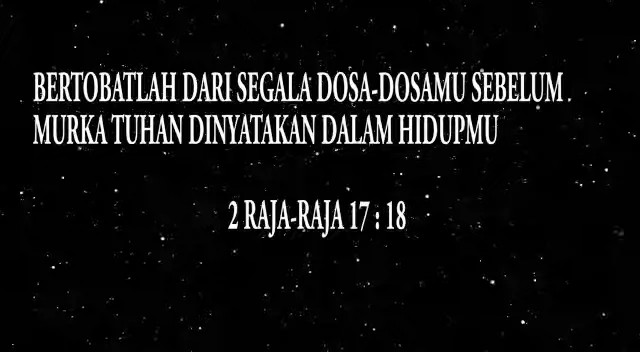 BERTOBATLAH DARI SEGALA DOSA-DOSAMU SEBELUM
MURKA TUHAN DINYATAKAN DALAM HIDUPMU
2 RAJA-RAJA 17 : 18